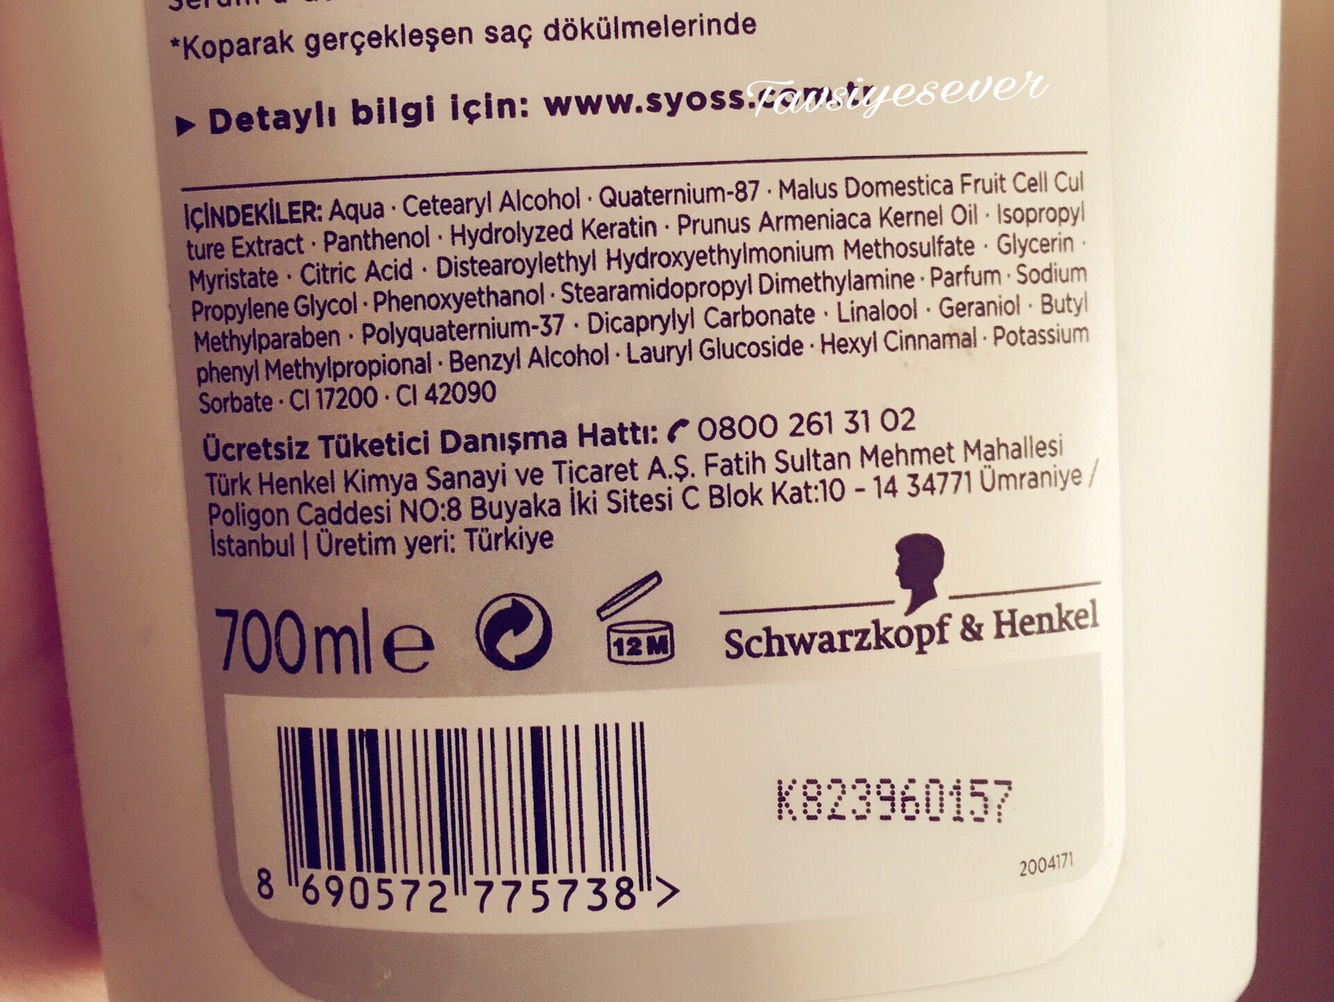 *Koparak gerçekleşen saç dökülmelerinde
▶ Detaylı bilgi için: www.syoss.com.tr
Tavsiyesever
İÇİNDEKİLER: Aqua · Cetearyl Alcohol · Quaternium-87 · Malus Domestica Fruit Cell Cul
ture Extract · Panthenol · Hydrolyzed Keratin · Prunus Armeniaca Kernel Oil · Isopropyl
Myristate · Citric Acid · Distearoylethyl Hydroxyethylmonium Methosulfate · Glycerin ·
Propylene Glycol · Phenoxyethanol · Stearamidopropyl Dimethylamine · Parfum · Sodium
Methylparaben · Polyquaternium-37 · Dicaprylyl Carbonate · Linalool · Geraniol · Butyl
phenyl Methylpropional · Benzyl Alcohol · Lauryl Glucoside · Hexyl Cinnamal · Potassium
Sorbate · CI 17200 · CI 42090
Ücretsiz Tüketici Danışma Hattı: 0800 261 31 02
Türk Henkel Kimya Sanayi ve Ticaret A.Ş. Fatih Sultan Mehmet Mahallesi
Poligon Caddesi NO:8 Buyaka İki Sitesi C Blok Kat:10 - 14 34771 Ümraniye /
İstanbul | Üretim yeri: Türkiye
700 ml e
12 M
Schwarzkopf & Henkel
K823960157
2004171
8 690572 775738 >